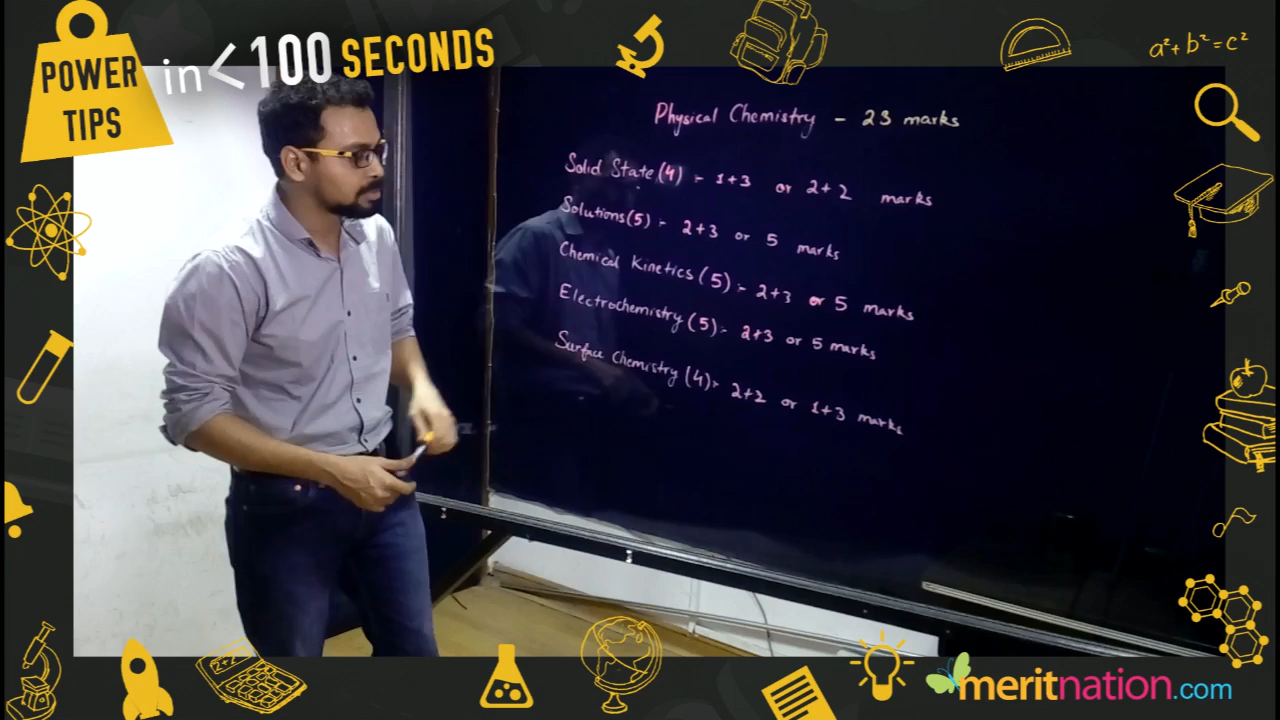 POWER
TIPS
in <100 SECONDS
a²+b²=c²
Physical Chemistry - 23 marks
Solid State (4) :- 1+3 or 2+2 marks
Solutions (5) :- 2+3 or 5 marks
Chemical Kinetics (5) :- 2+3 or 5 marks
Electrochemistry (5) :- 2+3 or 5 marks
Surface Chemistry (4) :- 2+2 or 1+3 marks
2+2
meritnation.com